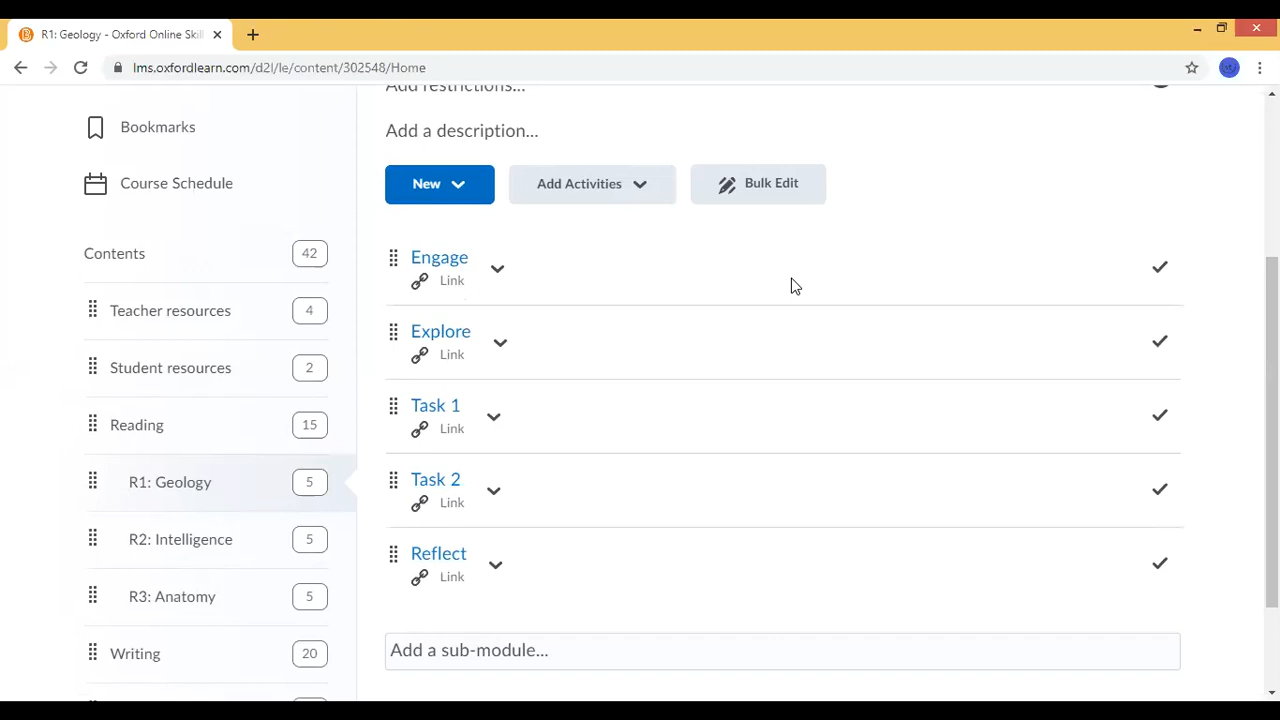 R1: Geology - Oxford Online Skil
lms.oxfordlearn.com/d2l/le/content/302548/Home
Add restrictions...
Bookmarks
Add a description...
Course Schedule
New
Add Activities
Bulk Edit
Contents 42
Teacher resources 4
Student resources 2
Reading 15
R1: Geology 5
R2: Intelligence 5
R3: Anatomy 5
Writing 20
Engage
Link
Explore
Link
Task 1
Link
Task 2
Link
Reflect
Link
Add a sub-module...